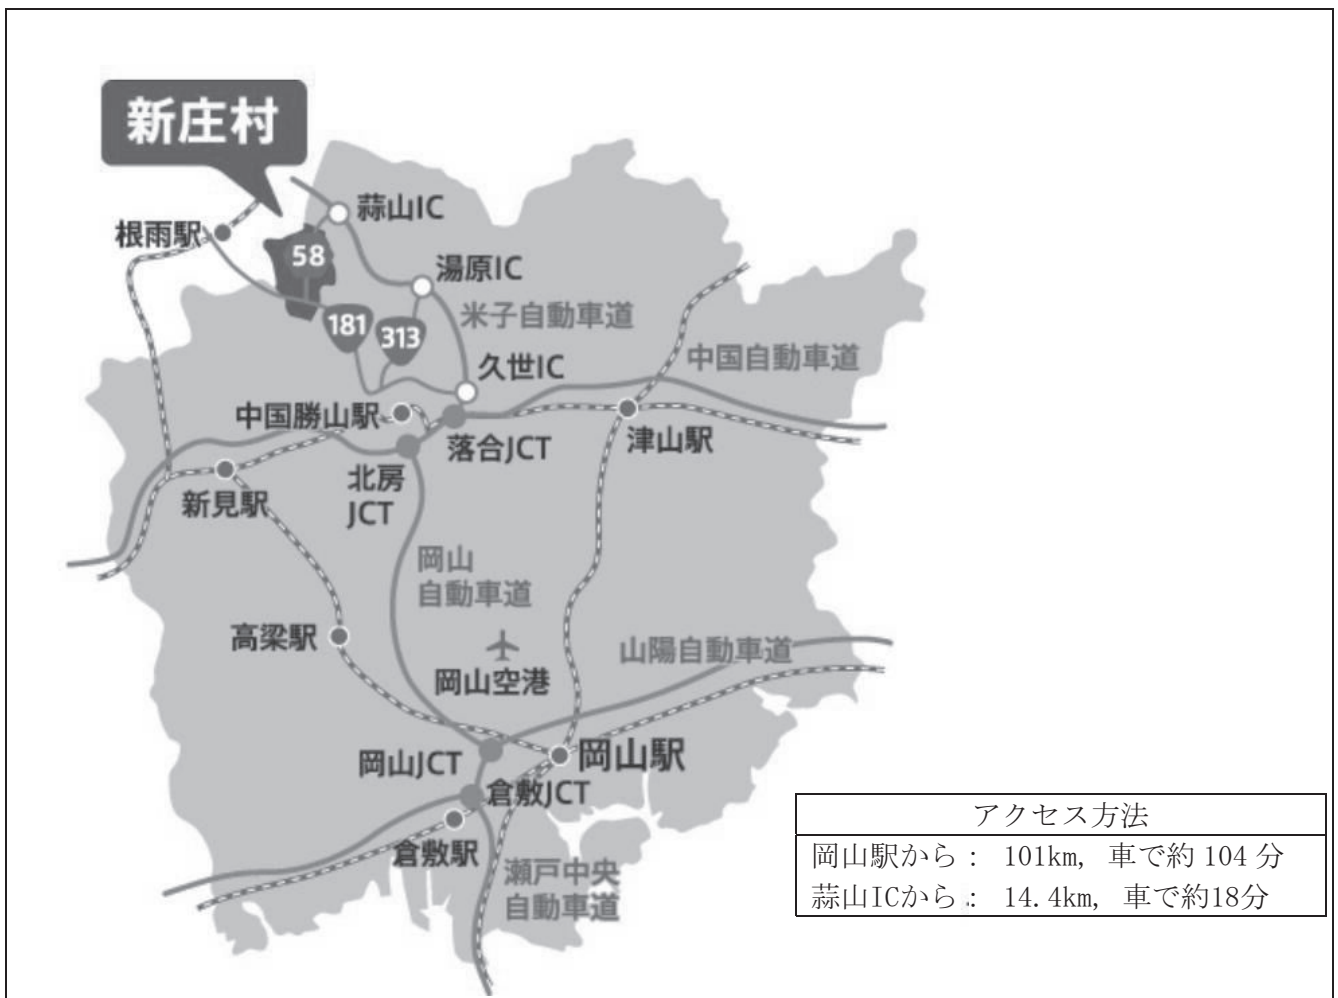 新庄村
蒜山IC
根雨駅
58
湯原IC
米子自動車道
181
313
中国自動車道
久世IC
中国勝山駅
落合JCT
津山駅
北房
JCT
新見駅
岡山
自動車道
高梁駅
山陽自動車道
岡山空港
岡山JCT
岡山駅
倉敷JCT
倉敷駅
瀬戸中央
自動車道
アクセス方法
岡山駅から: 101km, 車で約 104 分
蒜山ICから: 14.4km, 車で約18分